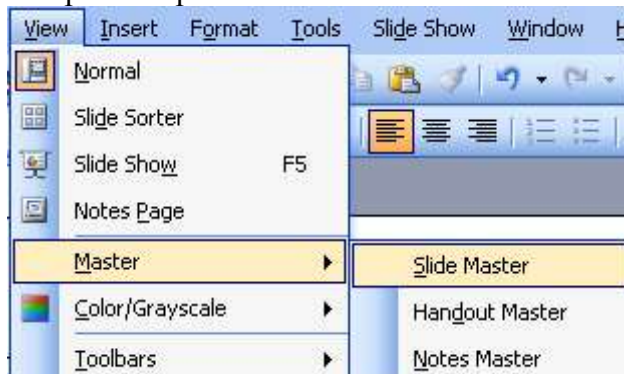 View Insert Format Tools Slide Show Window
Normal
Slide Sorter
Slide Show F5
Notes Page
Master
Slide Master
Color/Grayscale
Handout Master
Toolbars
Notes Master